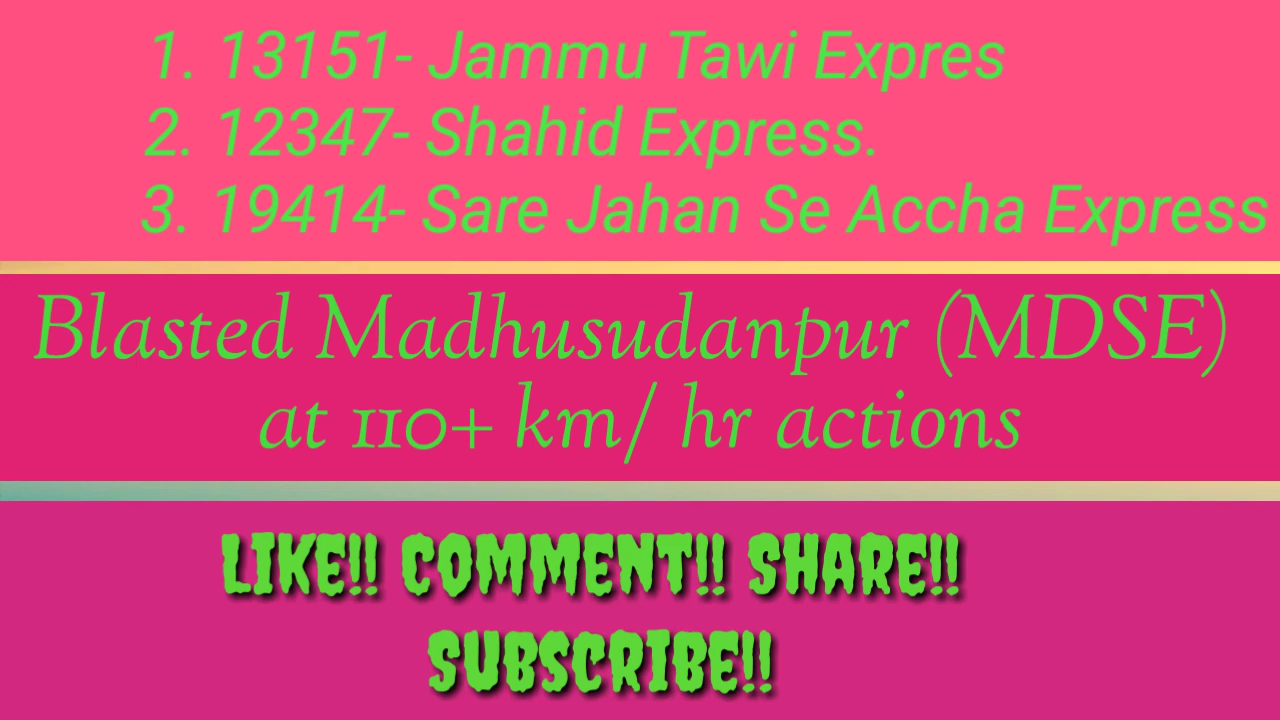 1. 13151- Jammu Tawi Expres
2. 12347- Shahid Express.
3. 19414- Sare Jahan Se Accha Express
Blasted Madhusudanpur (MDSE)
at 110+ km/ hr actions
LIKE!! COMMENT!! SHARE!!
SUBSCRIBE!!